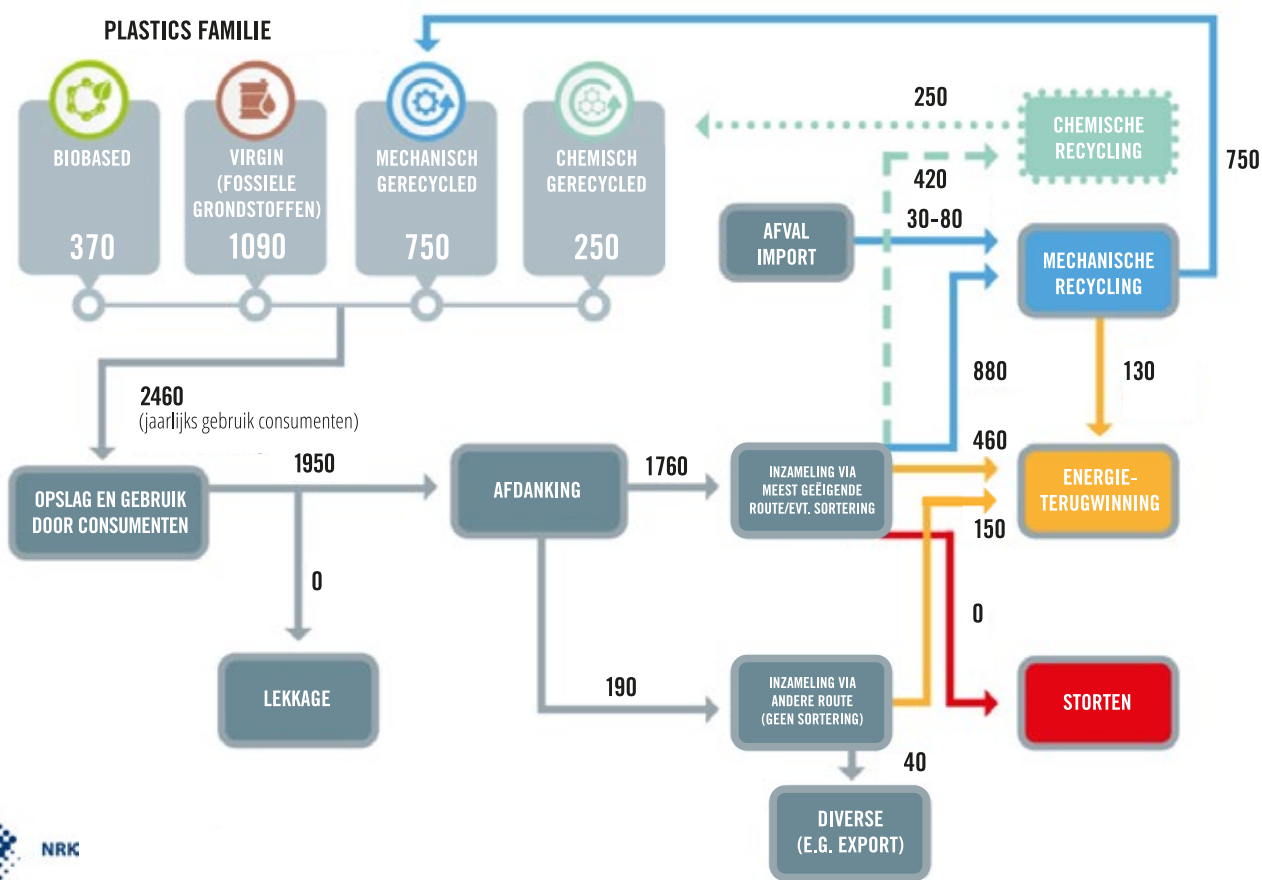 PLASTICS FAMILIE
BIOBASED
370
VIRGIN
(FOSSIELE
GRONDSTOFFEN)
1090
MECHANISCH
GERECYCLED
750
CHEMISCH
GERECYCLED
250
250
CHEMISCHE
RECYCLING
750
420
30-80
AFVAL
IMPORT
MECHANISCHE
RECYCLING
880
130
2460
(jaarlijks gebruik consumenten)
1950
1760
460
OPSLAG EN GEBRUIK
DOOR CONSUMENTEN
AFDANKING
INZAMELING VIA
MEEST GEËIGENDE
ROUTE/EVT. SORTERING
ENERGIE-
TERUGWINNING
150
0
0
LEKKAGE
190
INZAMELING VIA
ANDERE ROUTE
(GEEN SORTERING)
STORTEN
40
DIVERSE
(E.G. EXPORT)
NRK